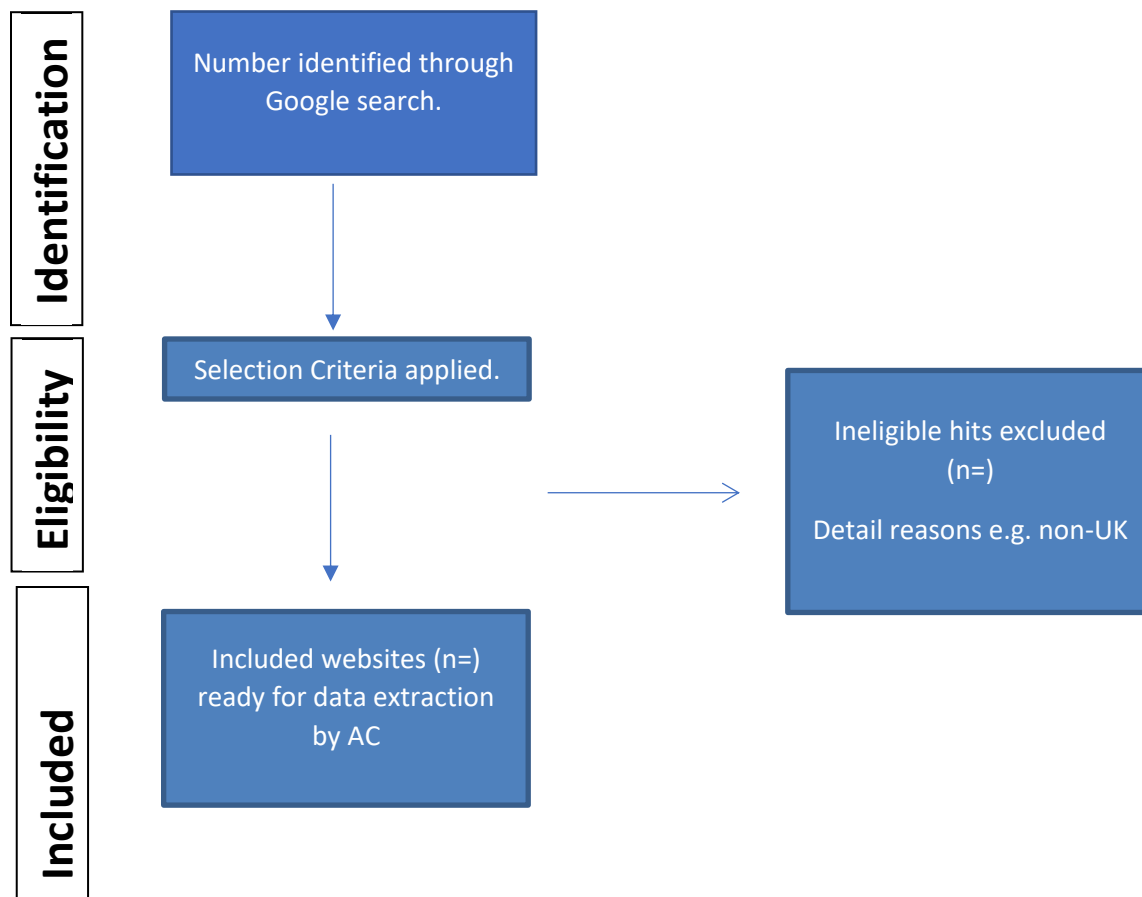 Identification
Number identified through
Google search.
Eligibility
Selection Criteria applied.
Ineligible hits excluded
(n=)
Detail reasons e.g. non-UK
Included
Included websites (n=)
ready for data extraction
by AC